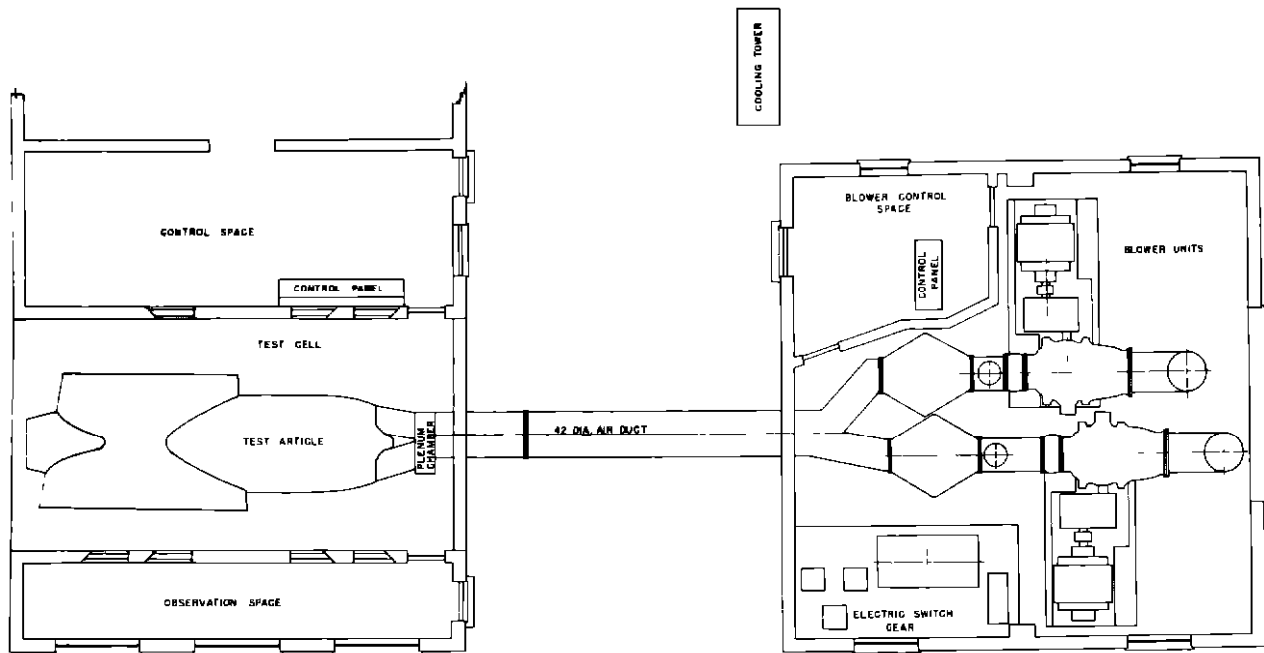 COOLING TOWER
CONTROL SPACE
CONTROL PANEL
TEST CELL
TEST ARTICLE
PLENUM
CHAMBER
42 DIA. AIR DUCT
OBSERVATION SPACE
BLOWER CONTROL
SPACE
CONTROL
PANEL
BLOWER UNITS
ELECTRIC SWITCH
GEAR